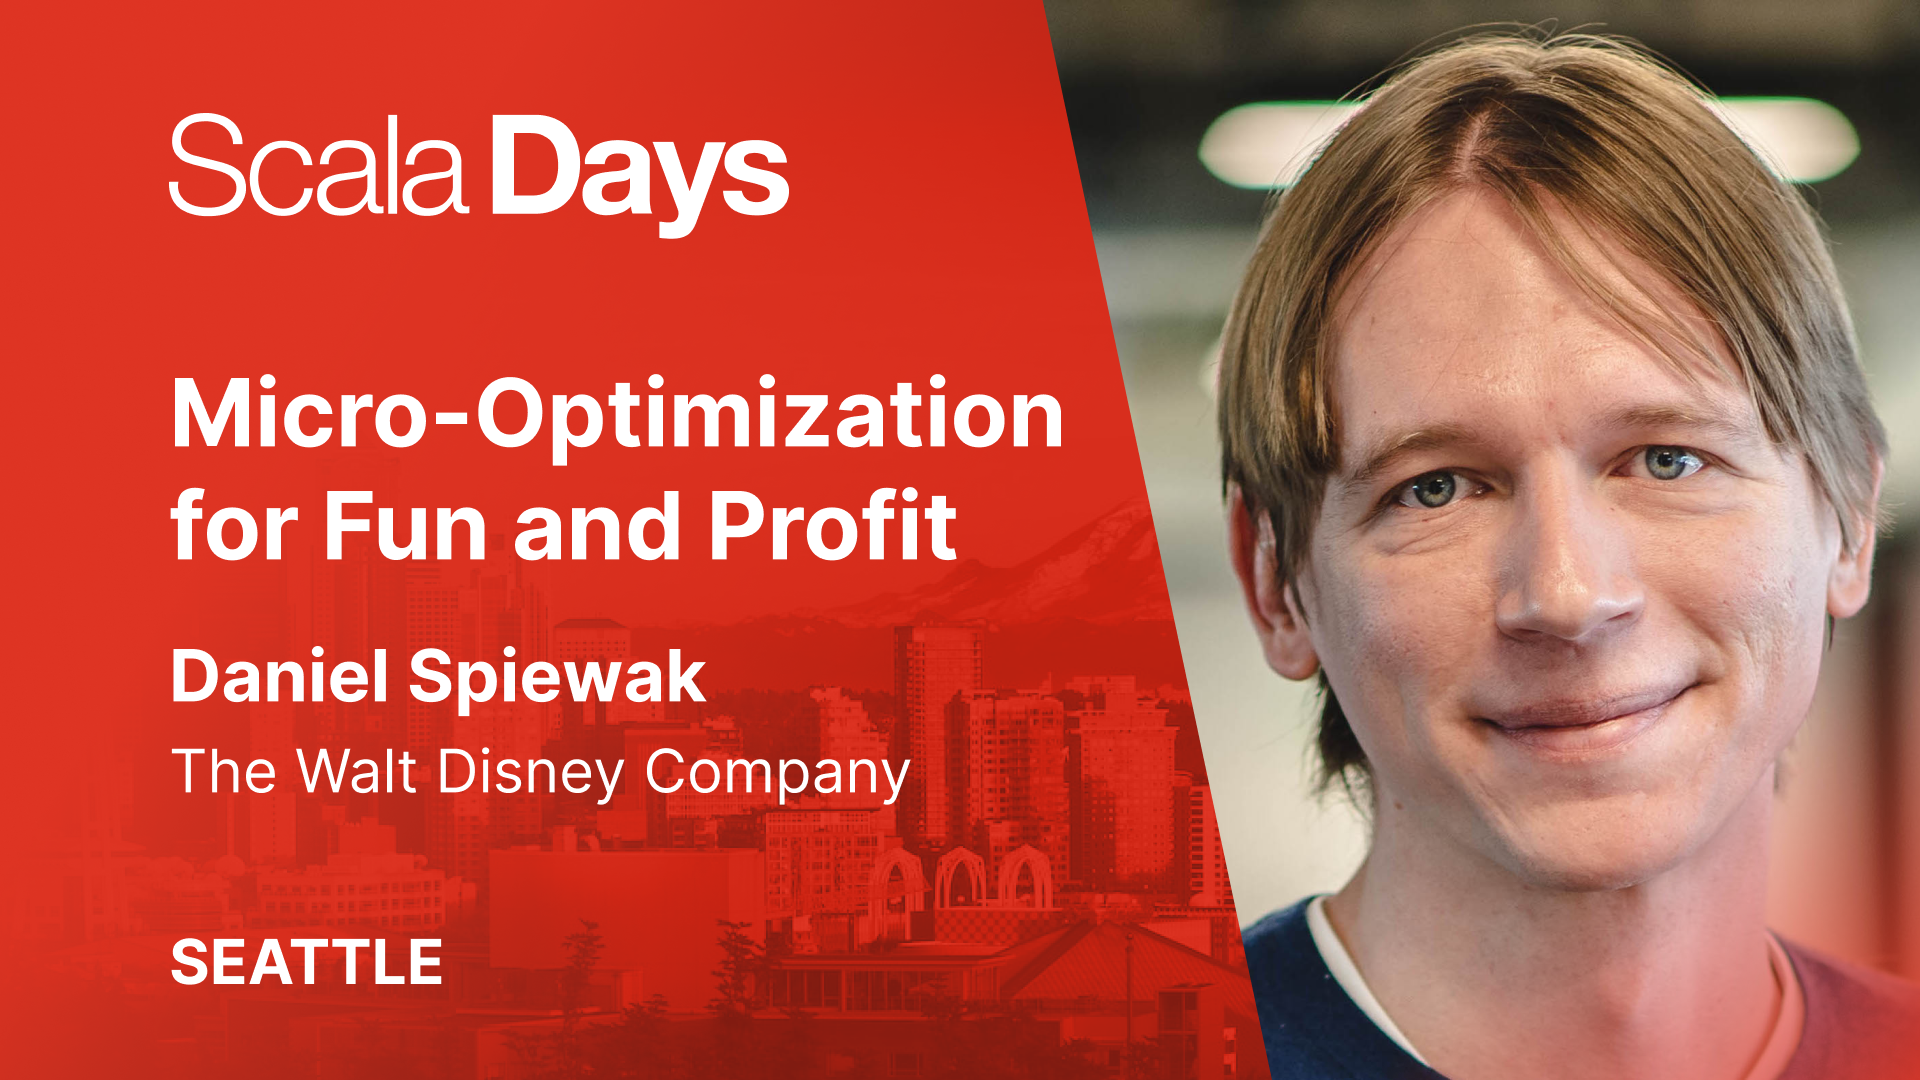 Scala Days
Micro-Optimization
for Fun and Profit
Daniel Spiewak
The Walt Disney Company
SEATTLE